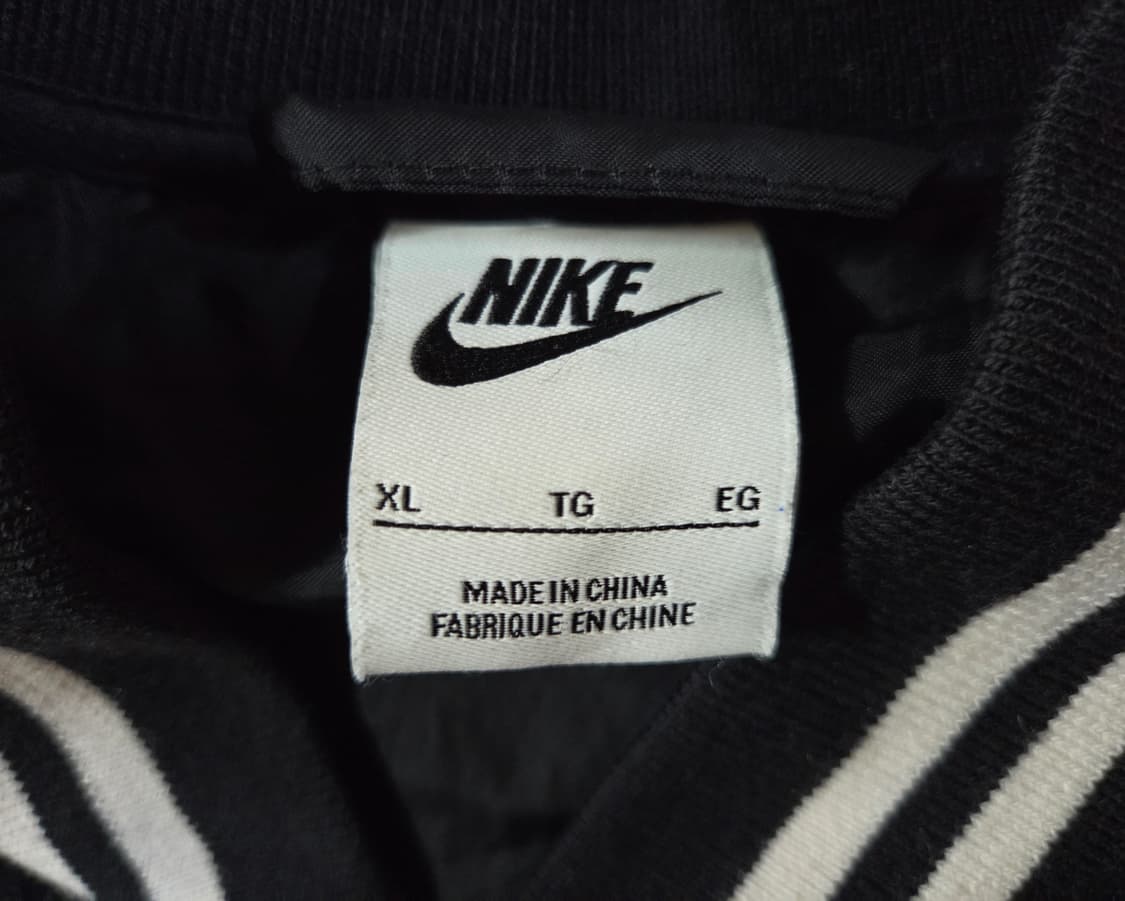 NIKE
XL TG EG
MADE IN CHINA
FABRIQUE EN CHINE